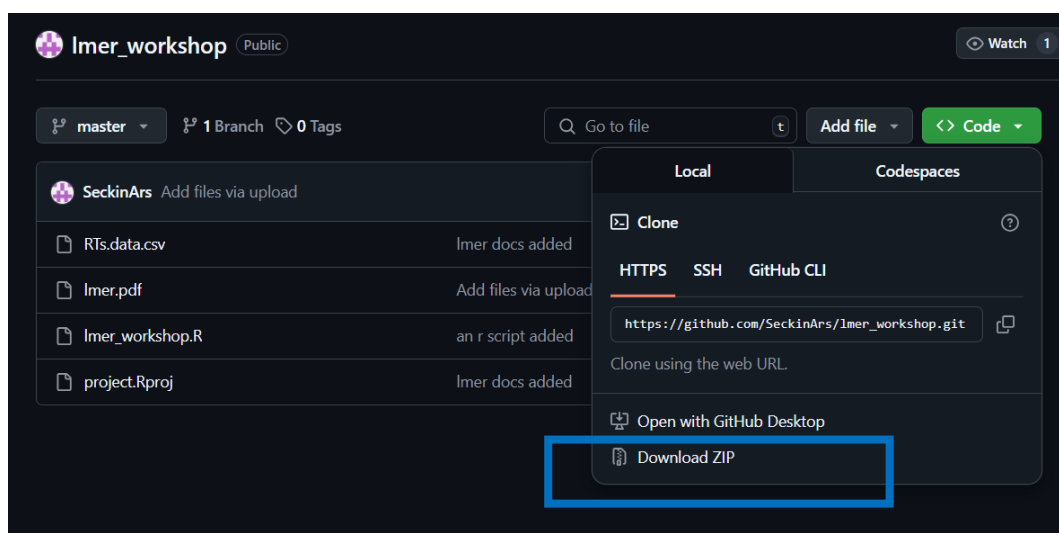 lmer_workshop Public
Watch 1
master 1 Branch 0 Tags
Go to file t
Add file
<> Code
Local Codespaces
SeckinArs Add files via upload
RTs.data.csv lmer docs added
lmer.pdf Add files via upload
lmer_workshop.R an r script added
project.Rproj lmer docs added
Clone
HTTPS SSH GitHub CLI
https://github.com/SeckinArs/lmer_workshop.git
Clone using the web URL.
Open with GitHub Desktop
Download ZIP